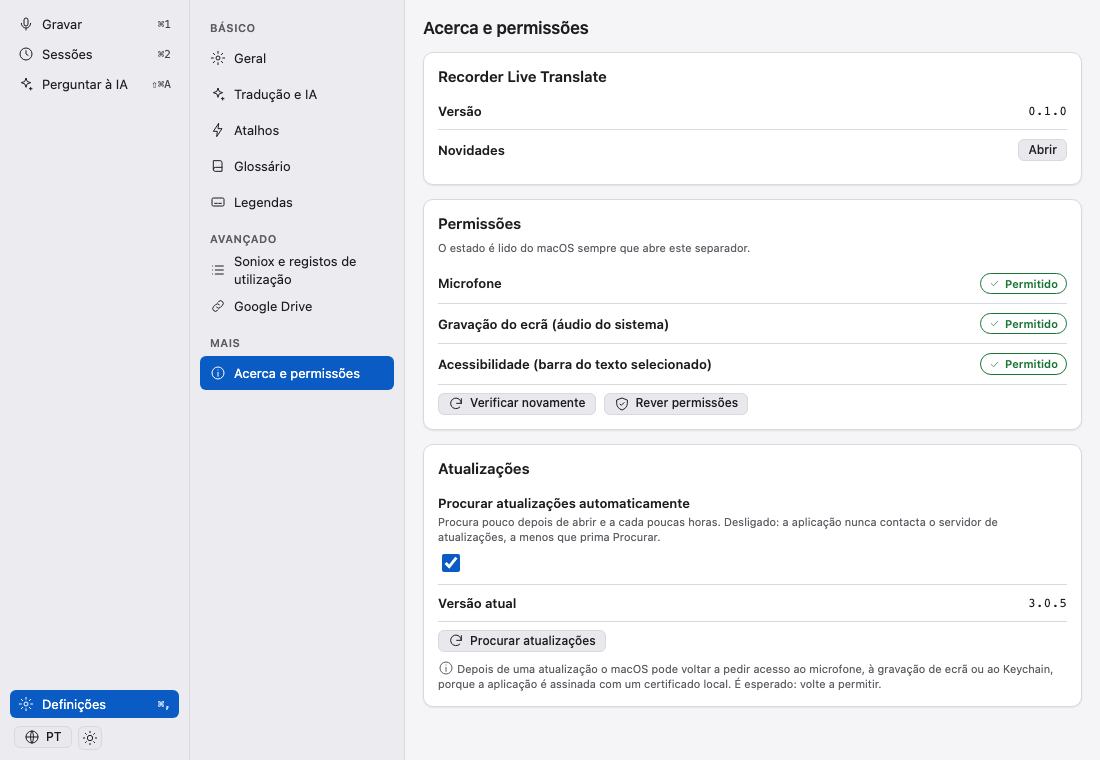 Gravar ⌘1
Sessões ⌘2
Perguntar à IA ⇧⌘A
Definições ⌘,
PT
BÁSICO
Geral
Tradução e IA
Atalhos
Glossário
Legendas
AVANÇADO
Soniox e registos de
utilização
Google Drive
MAIS
Acerca e permissões
Acerca e permissões
Recorder Live Translate
Versão 0.1.0
Novidades Abrir
Permissões
O estado é lido do macOS sempre que abre este separador.
Microfone Permitido
Gravação do ecrã (áudio do sistema) Permitido
Acessibilidade (barra do texto selecionado) Permitido
Verificar novamente Rever permissões
Atualizações
Procurar atualizações automaticamente
Procura pouco depois de abrir e a cada poucas horas. Desligado: a aplicação nunca contacta o servidor de
atualizações, a menos que prima Procurar.
Versão atual 3.0.5
Procurar atualizações
Depois de uma atualização o macOS pode voltar a pedir acesso ao microfone, à gravação de ecrã ou ao Keychain,
porque a aplicação é assinada com um certificado local. É esperado: volte a permitir.